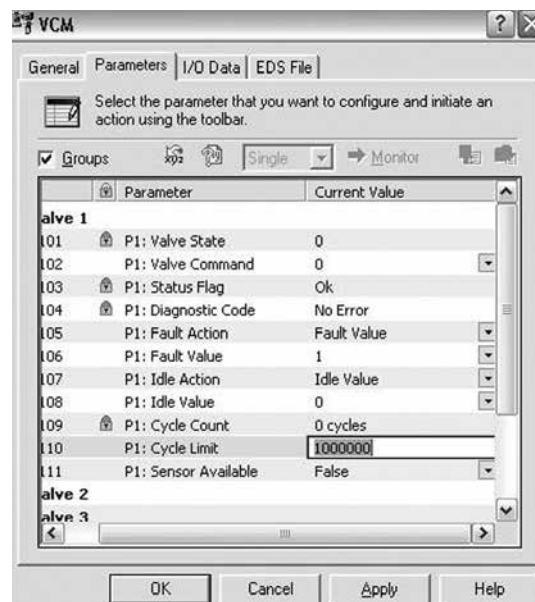 VCM
General Parameters I/O Data EDS File
Select the parameter that you want to configure and initiate an
action using the toolbar.
Groups Single Monitor
Parameter Current Value
alve 1
101 P1: Valve State 0
102 P1: Valve Command 0
103 P1: Status Flag Ok
104 P1: Diagnostic Code No Error
105 P1: Fault Action Fault Value
106 P1: Fault Value 1
107 P1: Idle Action Idle Value
108 P1: Idle Value 0
109 P1: Cycle Count 0 cycles
110 P1: Cycle Limit 1000000
111 P1: Sensor Available False
alve 2
alve 3
OK Cancel Apply Help